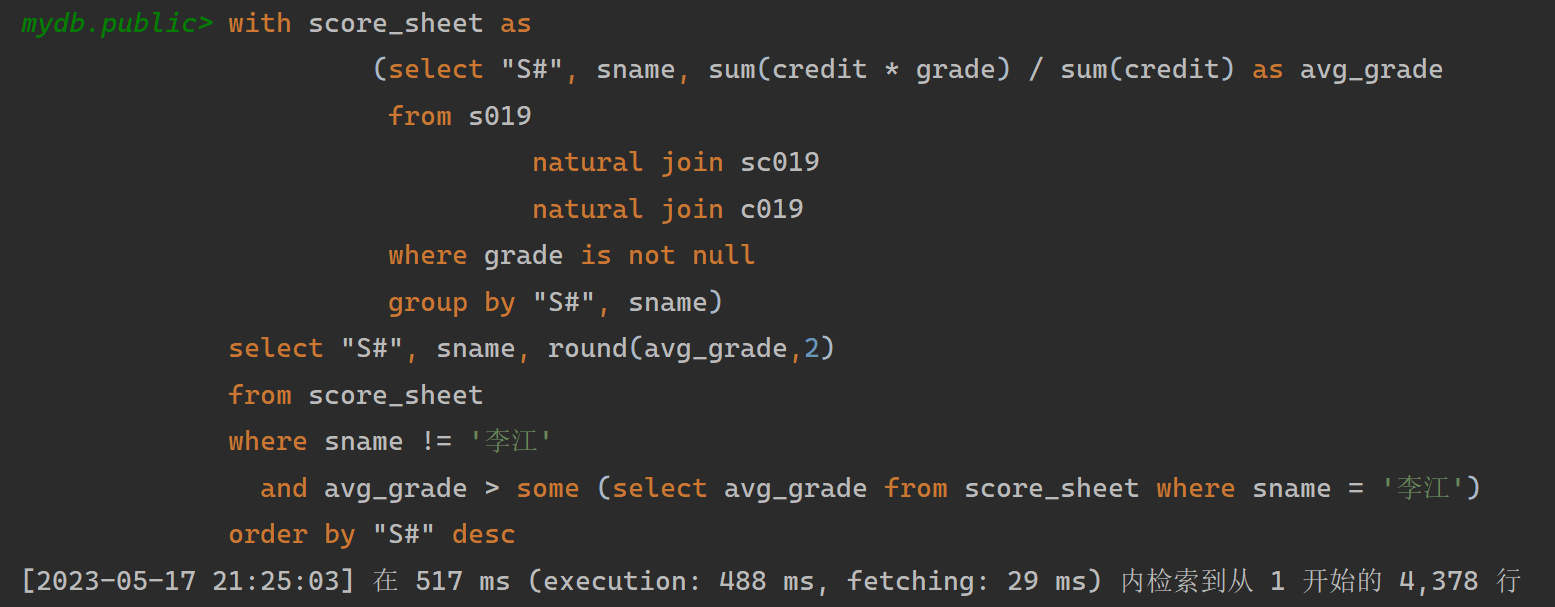 mydb.public> with score_sheet as
(select "S#", sname, sum(credit * grade) / sum(credit) as avg_grade
from s019
natural join sc019
natural join c019
where grade is not null
group by "S#", sname)
select "S#", sname, round(avg_grade,2)
from score_sheet
where sname != '李江'
and avg_grade > some (select avg_grade from score_sheet where sname = '李江')
order by "S#" desc
[2023-05-17 21:25:03] 在 517 ms (execution: 488 ms, fetching: 29 ms) 内检索到从 1 开始的 4,378 行